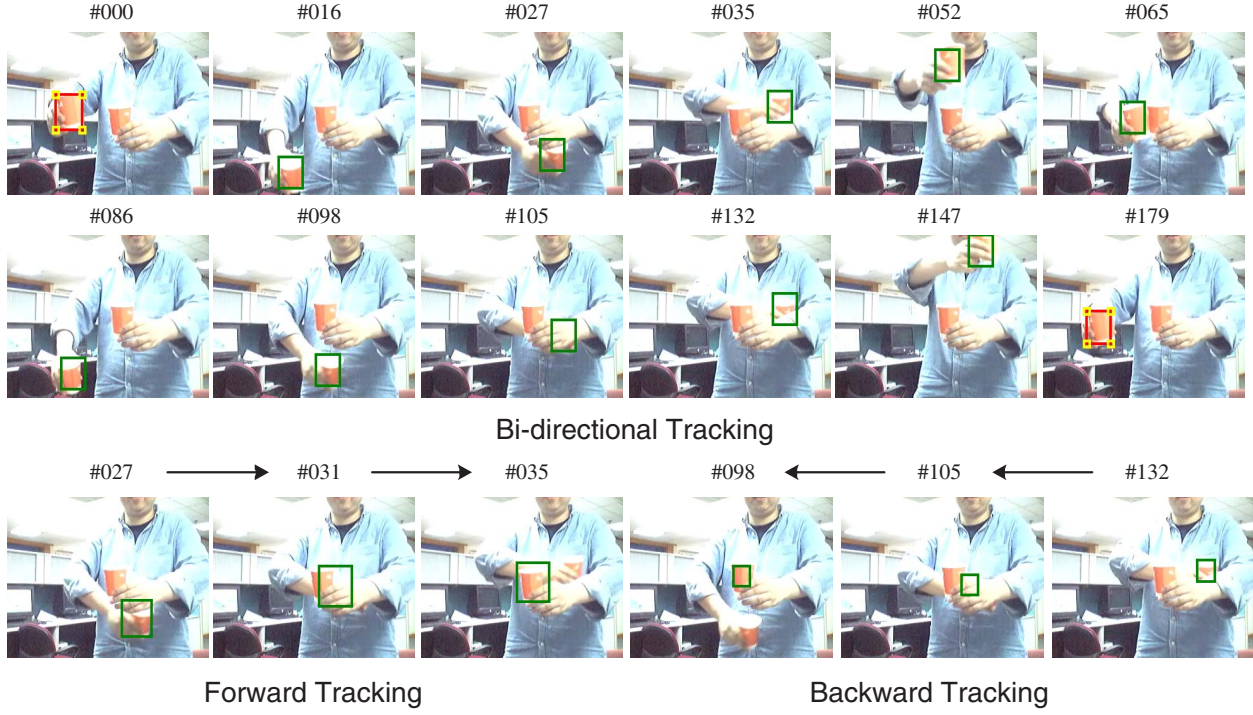 #000 #016 #027 #035 #052 #065
#086 #098 #105 #132 #147 #179
Bi-directional Tracking
#027 #031 #035 #098 #105 #132
Forward Tracking Backward Tracking